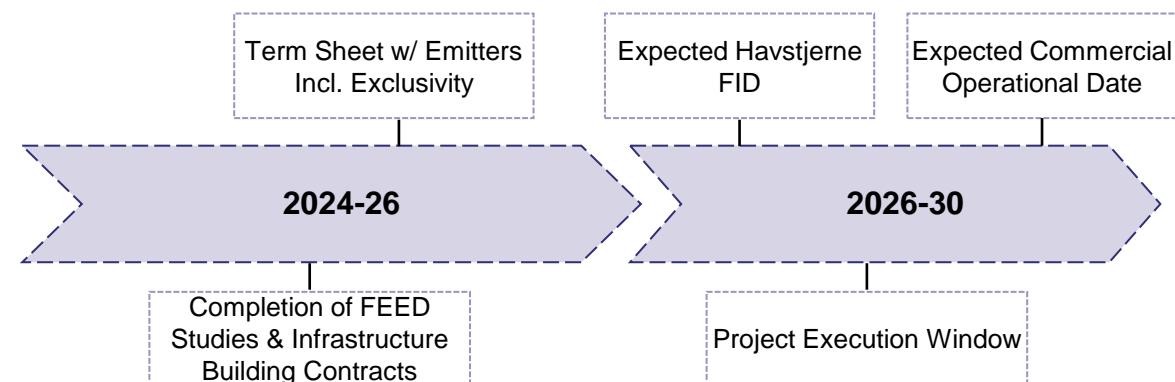 Term Sheet w/ Emitters
Incl. Exclusivity
Expected Havstjerne
FID
Expected Commercial
Operational Date
2024-26
2026-30
Completion of FEED
Studies & Infrastructure
Building Contracts
Project Execution Window